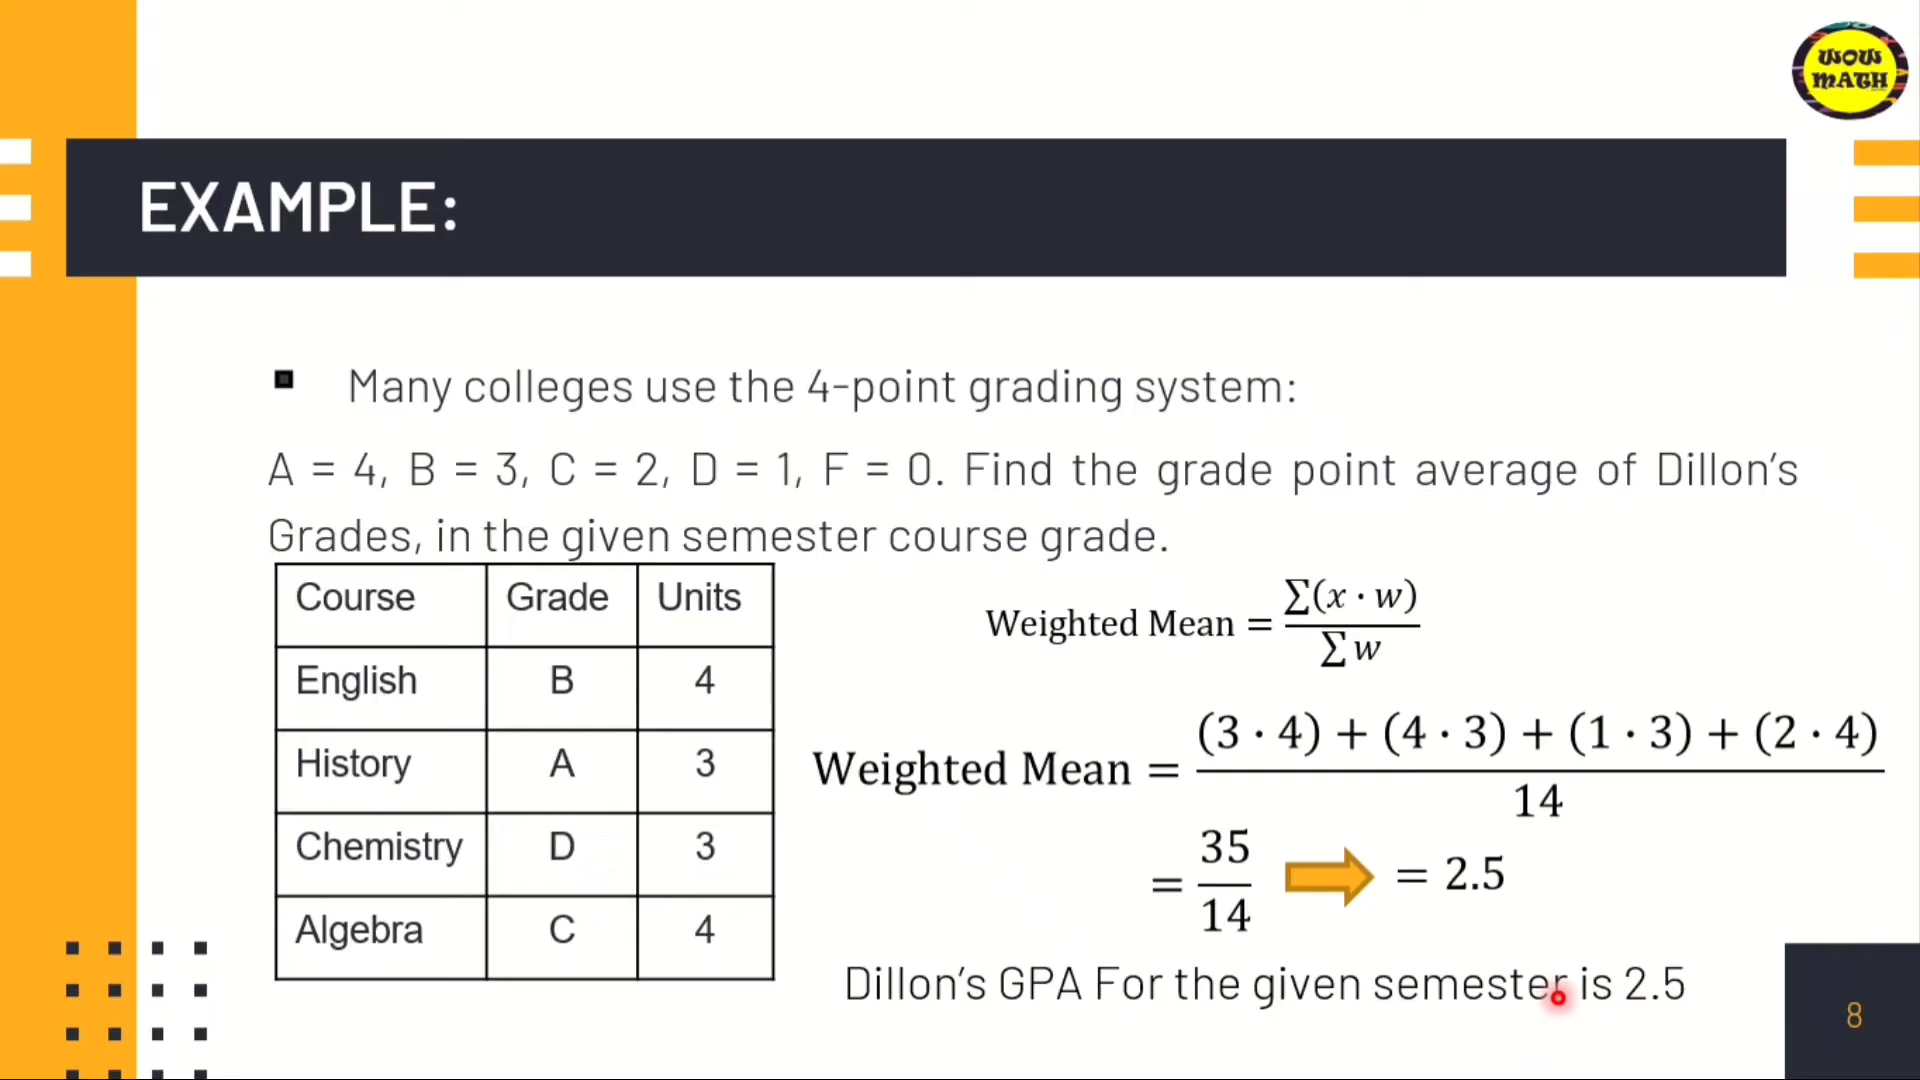 WOW
MATH
EXAMPLE:
Many colleges use the 4-point grading system:
A = 4, B = 3, C = 2, D = 1, F = 0. Find the grade point average of Dillon's
Grades, in the given semester course grade.
Course Grade Units
English B 4
History A 3
Chemistry D 3
Algebra C 4
Weighted Mean = ∑(x · w) / ∑ w
Weighted Mean = (3 · 4) + (4 · 3) + (1 · 3) + (2 · 4) / 14
= 35 / 14 = 2.5
Dillon's GPA For the given semester is 2.5
8